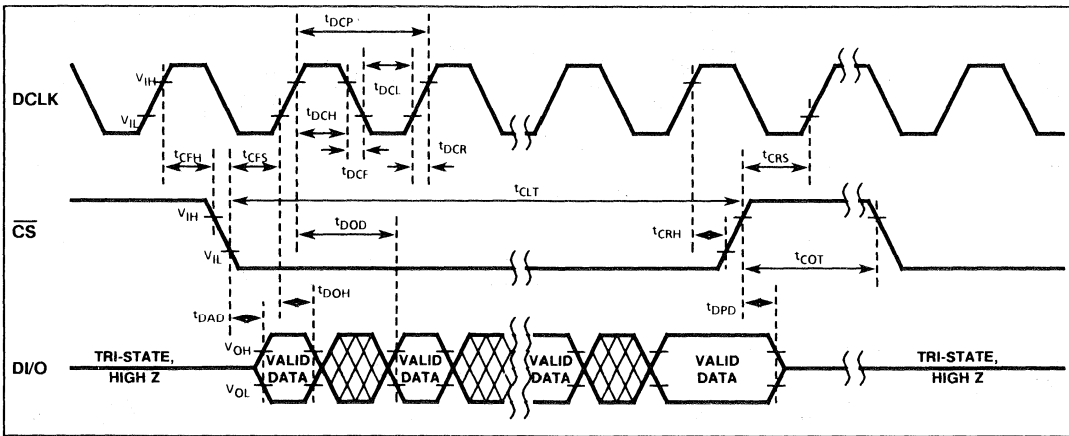 tDCP
VIH
DCLK
tDCL
VIL
tDCH
tDCR
tCFH
tCFS
tDCF
tCRS
tCLT
VIH
CS
tDOD
tCRH
VIL
tCOT
tDOH
tDAD
tDPD
VOH
TRI-STATE,
HIGH Z
VALID
DATA
VALID
DATA
VALID
DATA
VALID
DATA
TRI-STATE,
HIGH Z
DI/O
VOL